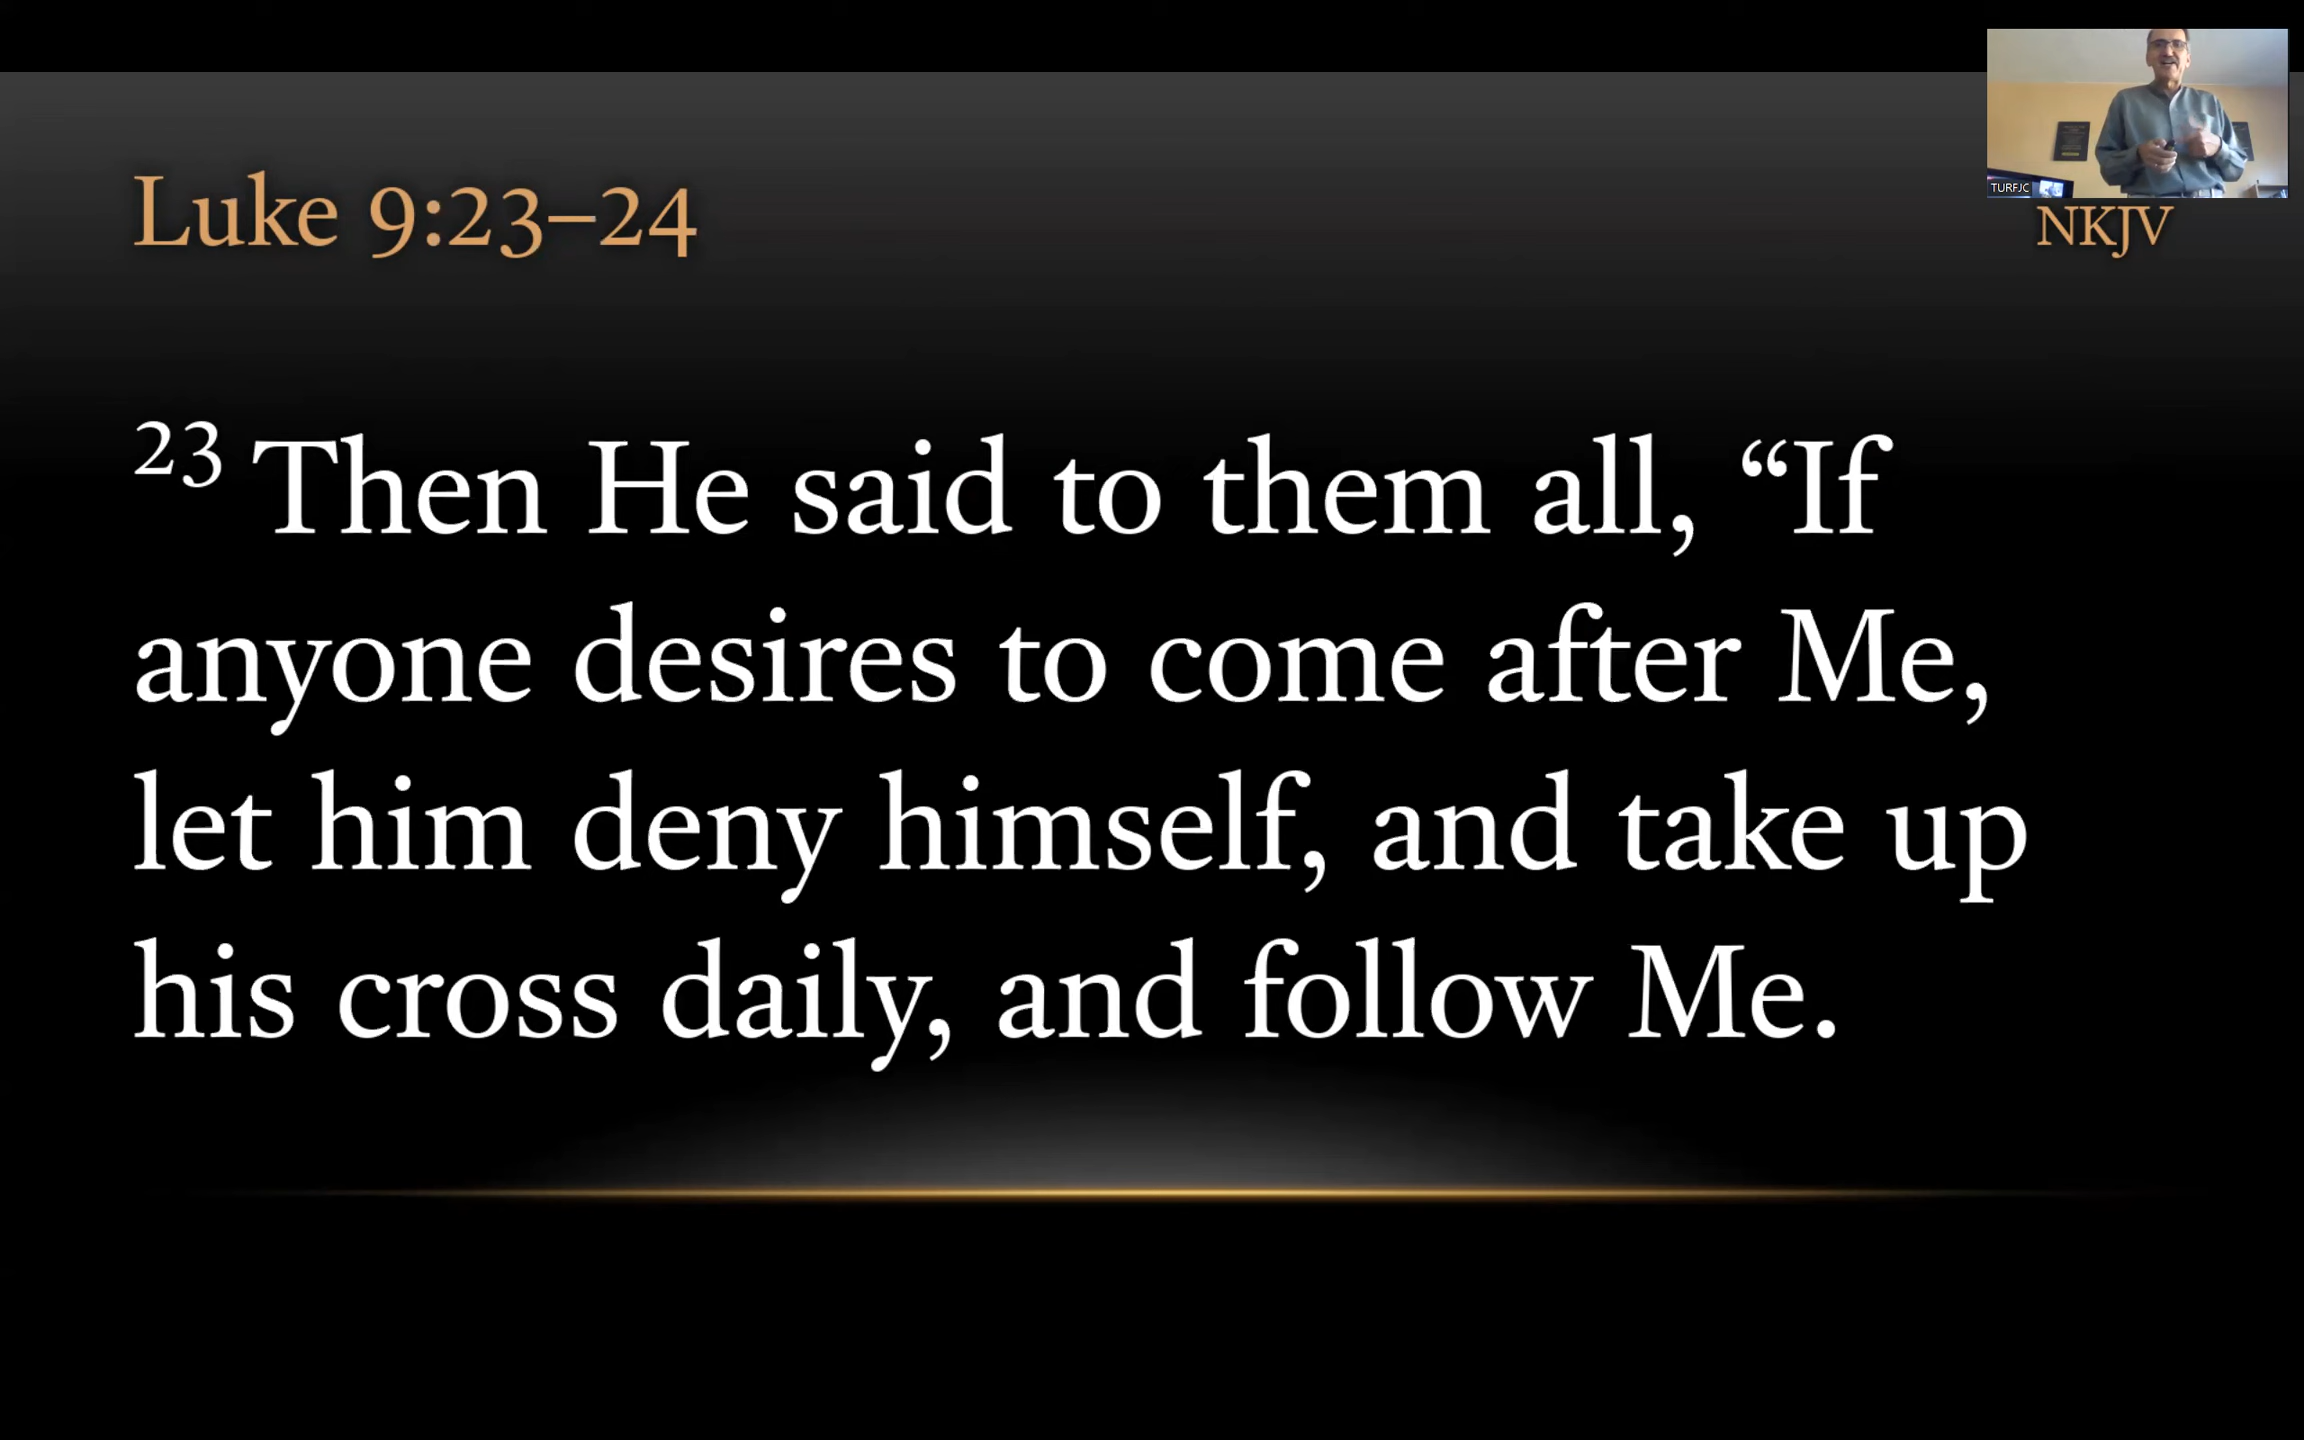 Luke 9:23–24
NKJV
TURFJC
23 Then He said to them all, “If
anyone desires to come after Me,
let him deny himself, and take up
his cross daily, and follow Me.